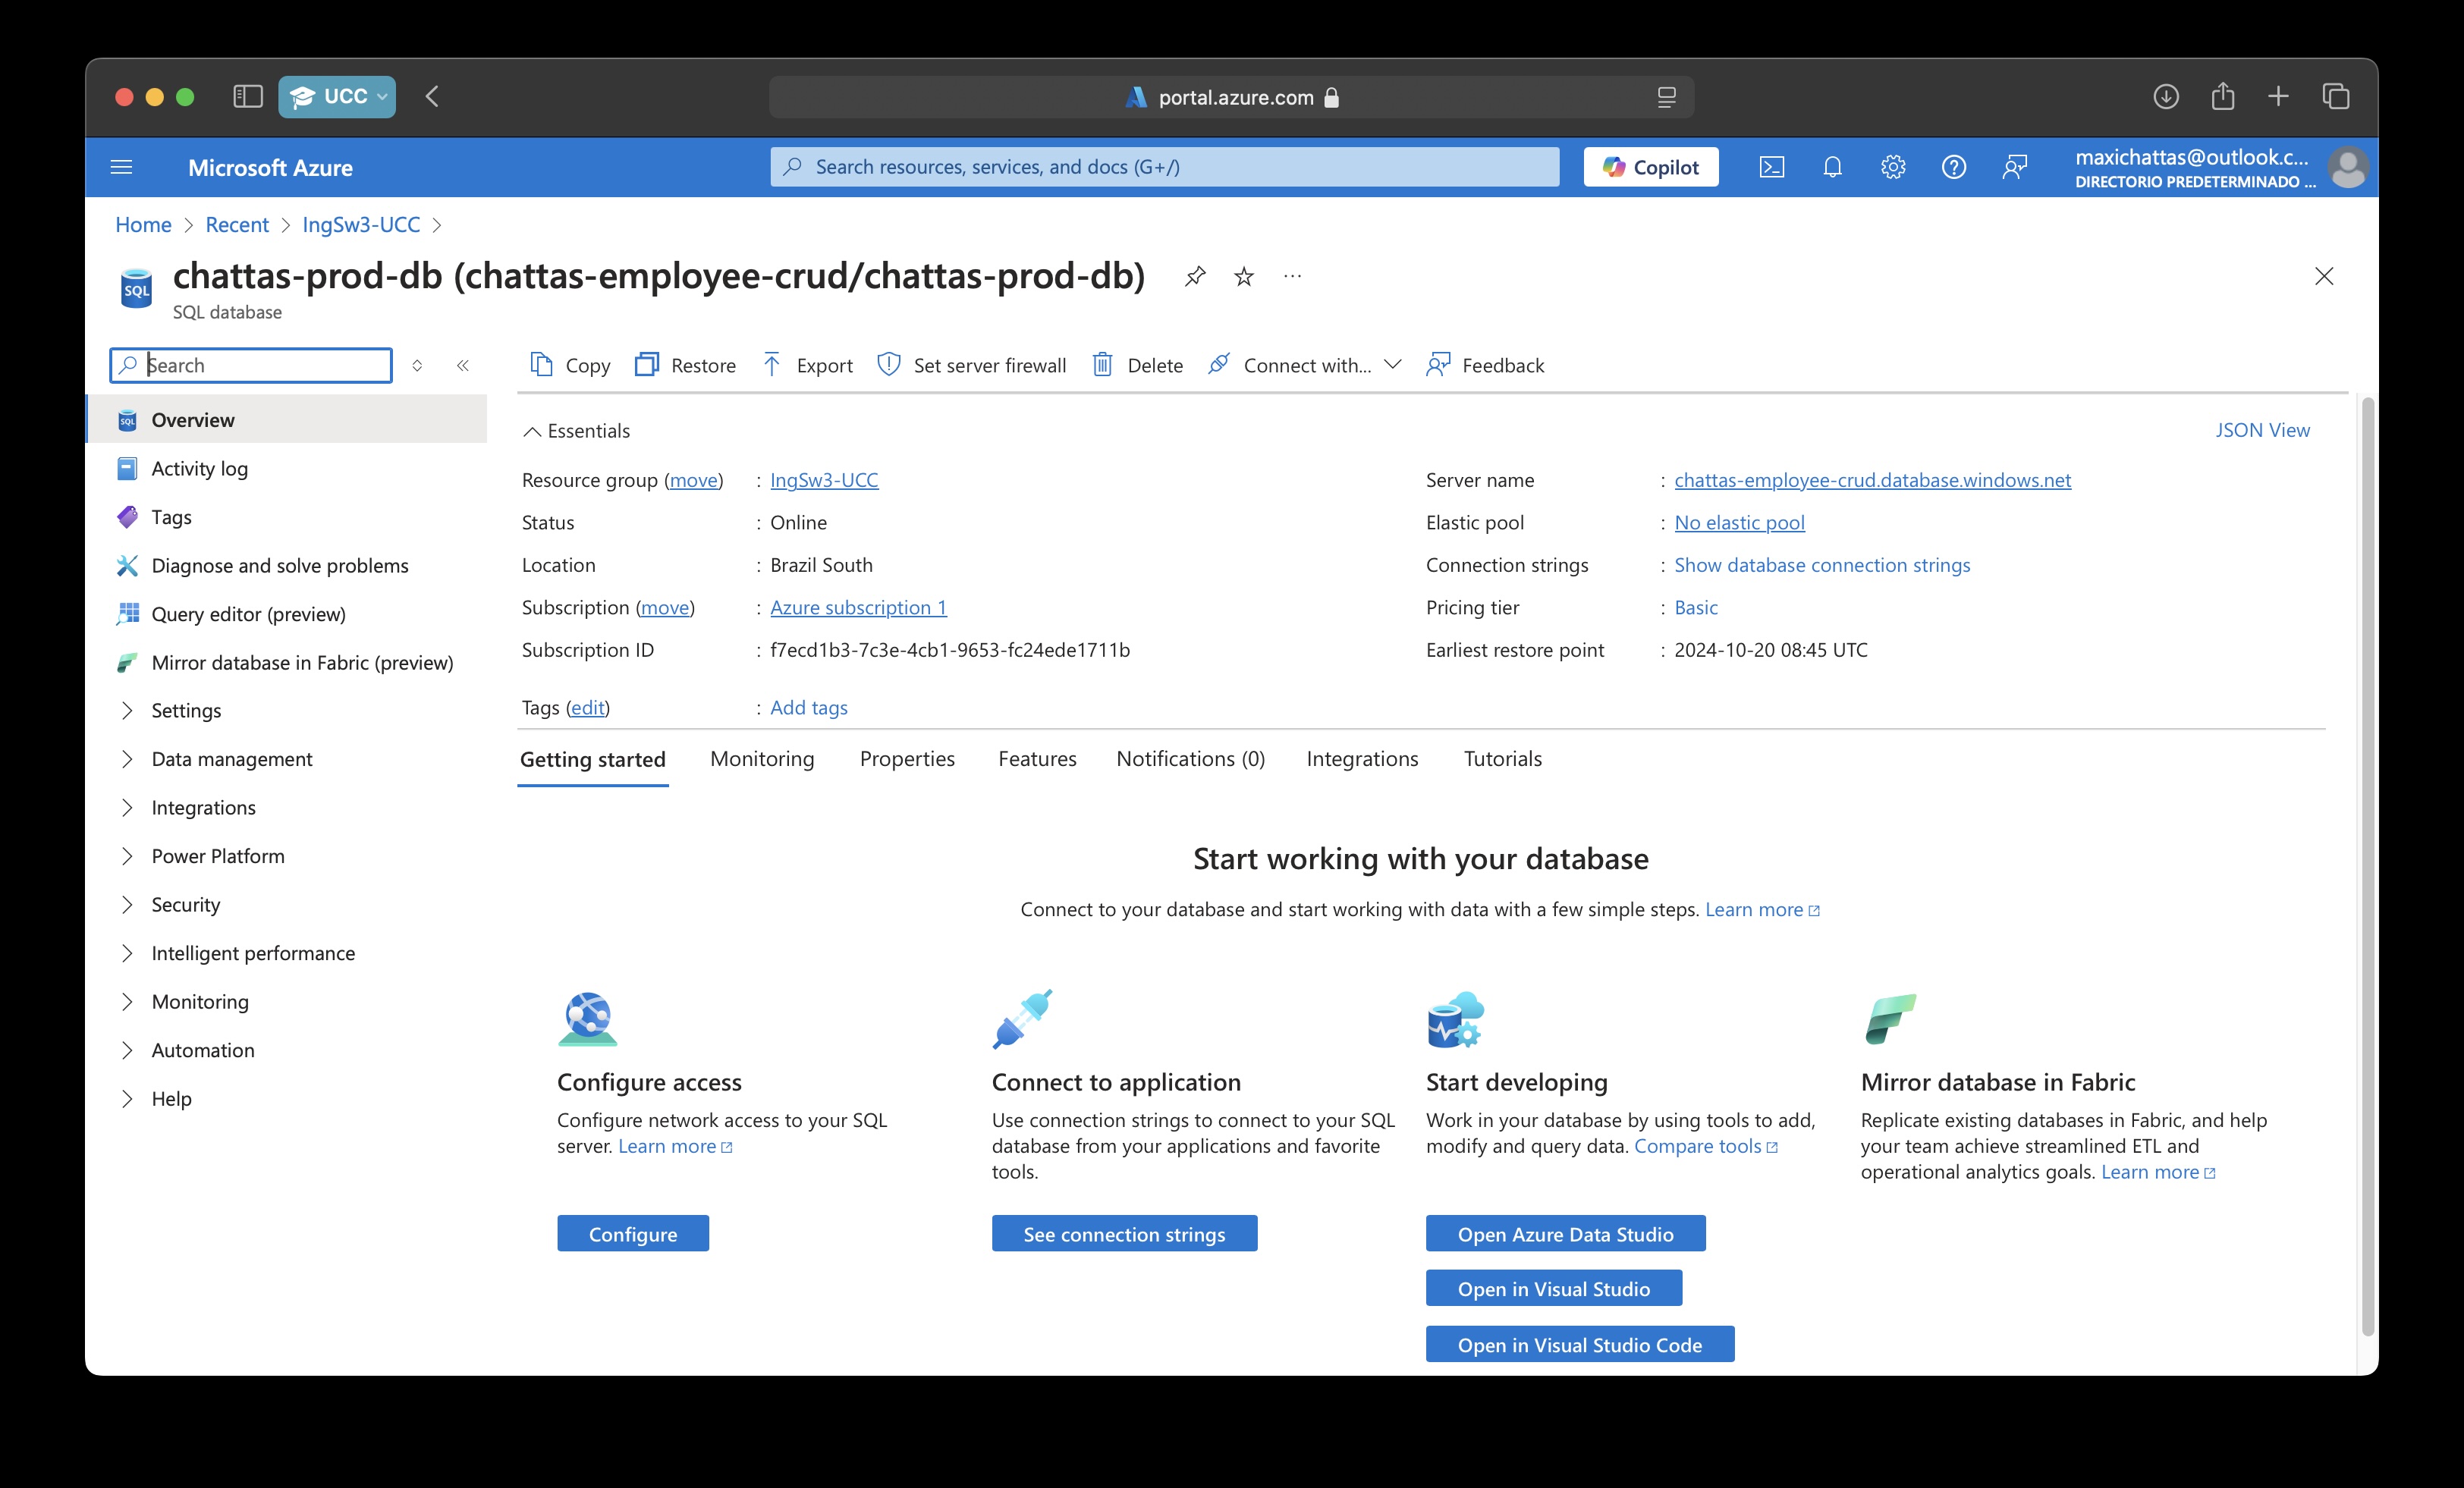 UCC
portal.azure.com
Microsoft Azure
Search resources, services, and docs (G+/)
Copilot
maxichattas@outlook.c...
DIRECTORIO PREDETERMINADO ...
Home > Recent > IngSw3-UCC >
SQL
chattas-prod-db (chattas-employee-crud/chattas-prod-db)
...
SQL database
Search
Copy
Restore
Export
Set server firewall
Delete
Connect with...
Feedback
SQL
Overview
Activity log
Tags
Diagnose and solve problems
Query editor (preview)
Mirror database in Fabric (preview)
Settings
Data management
Integrations
Power Platform
Security
Intelligent performance
Monitoring
Automation
Help
Essentials
JSON View
Resource group (move) : IngSw3-UCC
Status : Online
Location : Brazil South
Subscription (move) : Azure subscription 1
Subscription ID : f7ecd1b3-7c3e-4cb1-9653-fc24ede1711b
Tags (edit) : Add tags
Server name : chattas-employee-crud.database.windows.net
Elastic pool : No elastic pool
Connection strings : Show database connection strings
Pricing tier : Basic
Earliest restore point : 2024-10-20 08:45 UTC
Getting started
Monitoring
Properties
Features
Notifications (0)
Integrations
Tutorials
Start working with your database
Connect to your database and start working with data with a few simple steps. Learn more
Configure access
Configure network access to your SQL
server. Learn more
Configure
Connect to application
Use connection strings to connect to your SQL
database from your applications and favorite
tools.
See connection strings
Start developing
Work in your database by using tools to add,
modify and query data. Compare tools
Open Azure Data Studio
Open in Visual Studio
Open in Visual Studio Code
Mirror database in Fabric
Replicate existing databases in Fabric, and help
your team achieve streamlined ETL and
operational analytics goals. Learn more